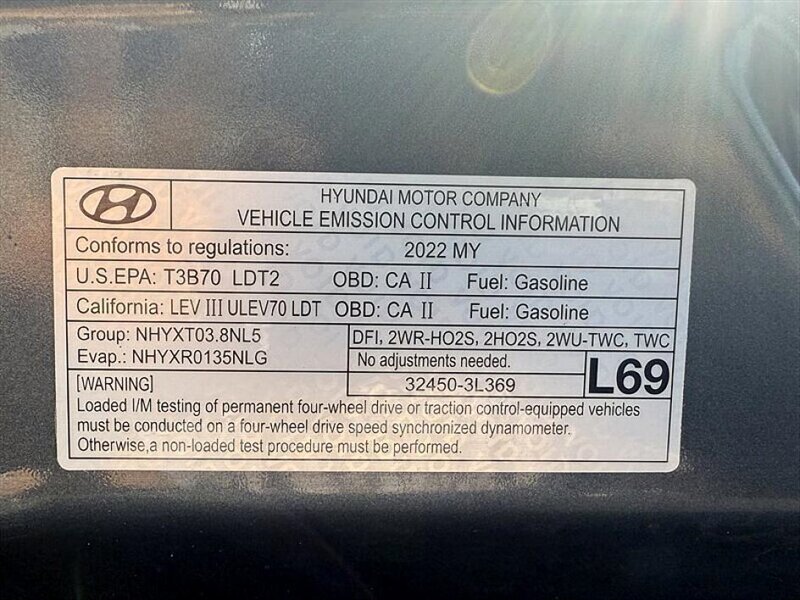 HYUNDAI MOTOR COMPANY
VEHICLE EMISSION CONTROL INFORMATION
Conforms to regulations: 2022 MY
U.S.EPA: T3B70 LDT2 OBD: CA II Fuel: Gasoline
California: LEV III ULEV70 LDT OBD: CA II Fuel: Gasoline
Group: NHYXT03.8NL5
Evap.: NHYXR0135NLG
DFI, 2WR-HO2S, 2HO2S, 2WU-TWC, TWC
No adjustments needed.
32450-3L369
L69
[WARNING]
Loaded I/M testing of permanent four-wheel drive or traction control-equipped vehicles
must be conducted on a four-wheel drive speed synchronized dynamometer.
Otherwise,a non-loaded test procedure must be performed.